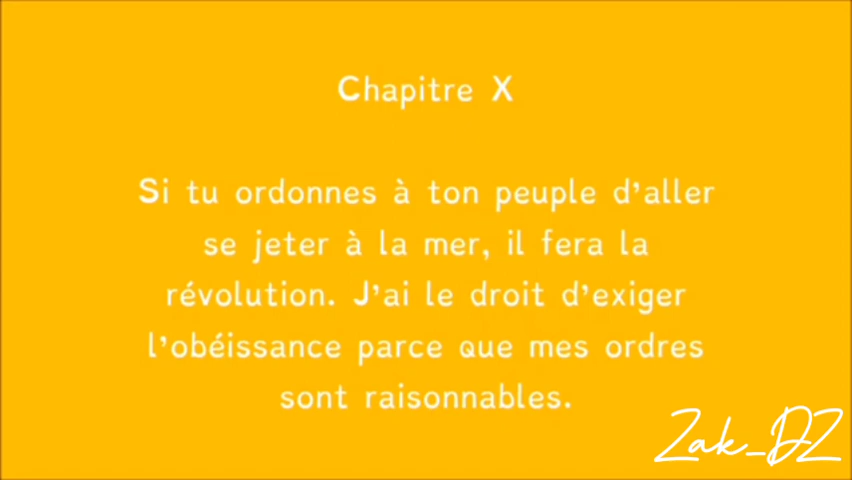 Chapitre X
Si tu ordonnes à ton peuple d'aller
se jeter à la mer, il fera la
révolution. J'ai le droit d'exiger
l'obéissance parce que mes ordres
sont raisonnables.
Zak_DZ